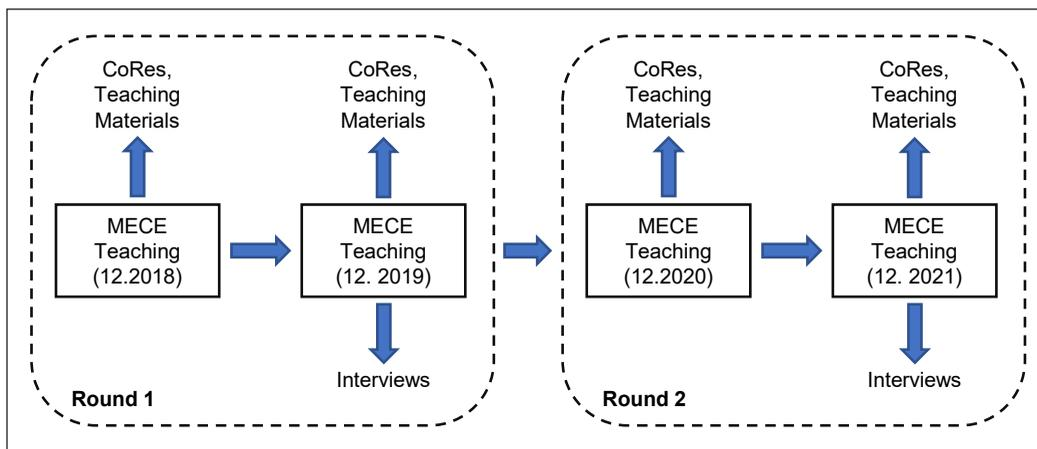 CoRes,
Teaching
Materials
CoRes,
Teaching
Materials
MECE
Teaching
(12.2018)
MECE
Teaching
(12. 2019)
Interviews
Round 1
CoRes,
Teaching
Materials
CoRes,
Teaching
Materials
MECE
Teaching
(12.2020)
MECE
Teaching
(12. 2021)
Interviews
Round 2